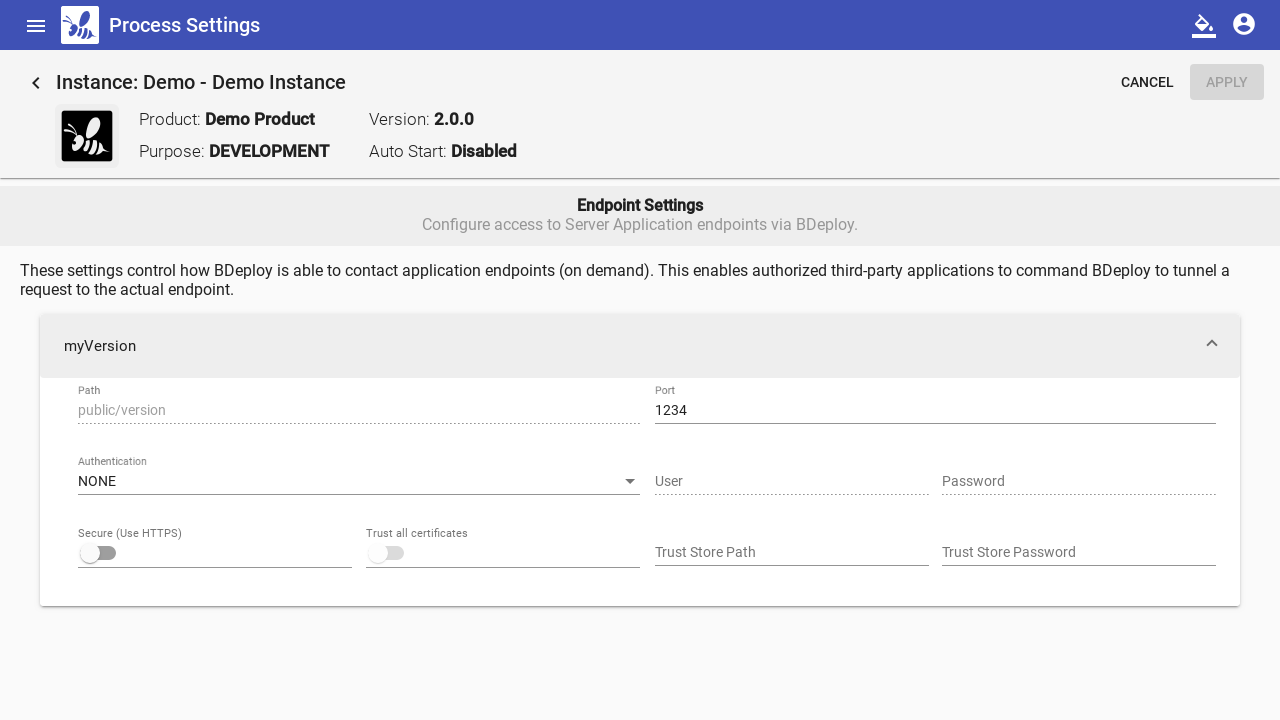 Process Settings
Instance: Demo - Demo Instance
CANCEL
APPLY
Product: Demo Product
Version: 2.0.0
Purpose: DEVELOPMENT
Auto Start: Disabled
Endpoint Settings
Configure access to Server Application endpoints via BDeploy.
These settings control how BDeploy is able to contact application endpoints (on demand). This enables authorized third-party applications to command BDeploy to tunnel a
request to the actual endpoint.
myVersion
Path
Port
public/version
1234
Authentication
NONE
User
Password
Secure (Use HTTPS)
Trust all certificates
Trust Store Path
Trust Store Password